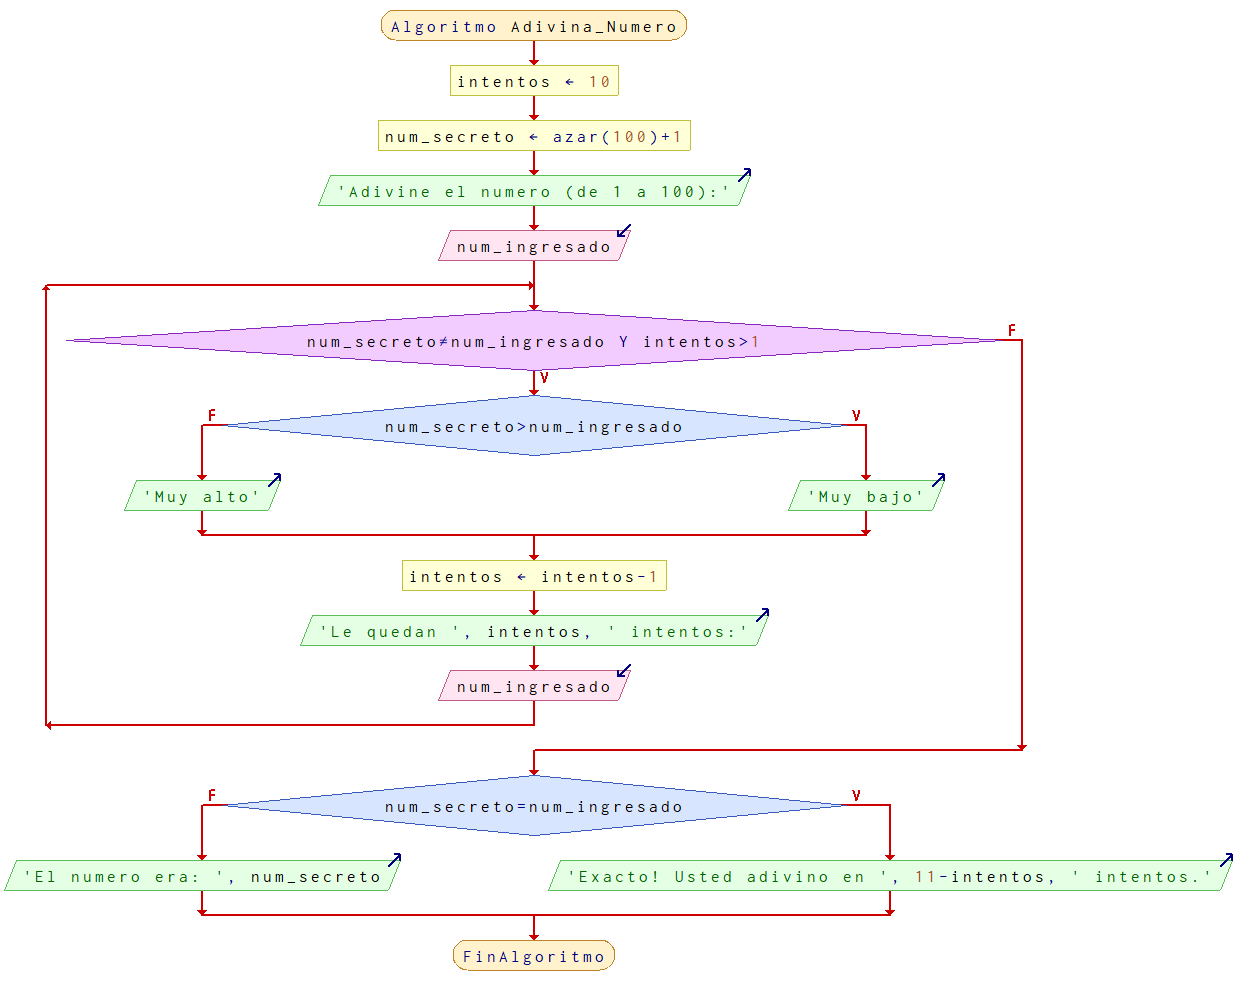 Algoritmo Adivina_Numero
intentos ← 10
num_secreto ← azar(100)+1
'Adivine el numero (de 1 a 100):'
num_ingresado
F
num_secreto≠num_ingresado Y intentos>1
V
F
V
num_secreto>num_ingresado
'Muy alto'
'Muy bajo'
intentos ← intentos-1
'Le quedan ', intentos, ' intentos:'
num_ingresado
F
V
num_secreto=num_ingresado
'El numero era: ', num_secreto
'Exacto! Usted adivino en ', 11-intentos, ' intentos.'
FinAlgoritmo